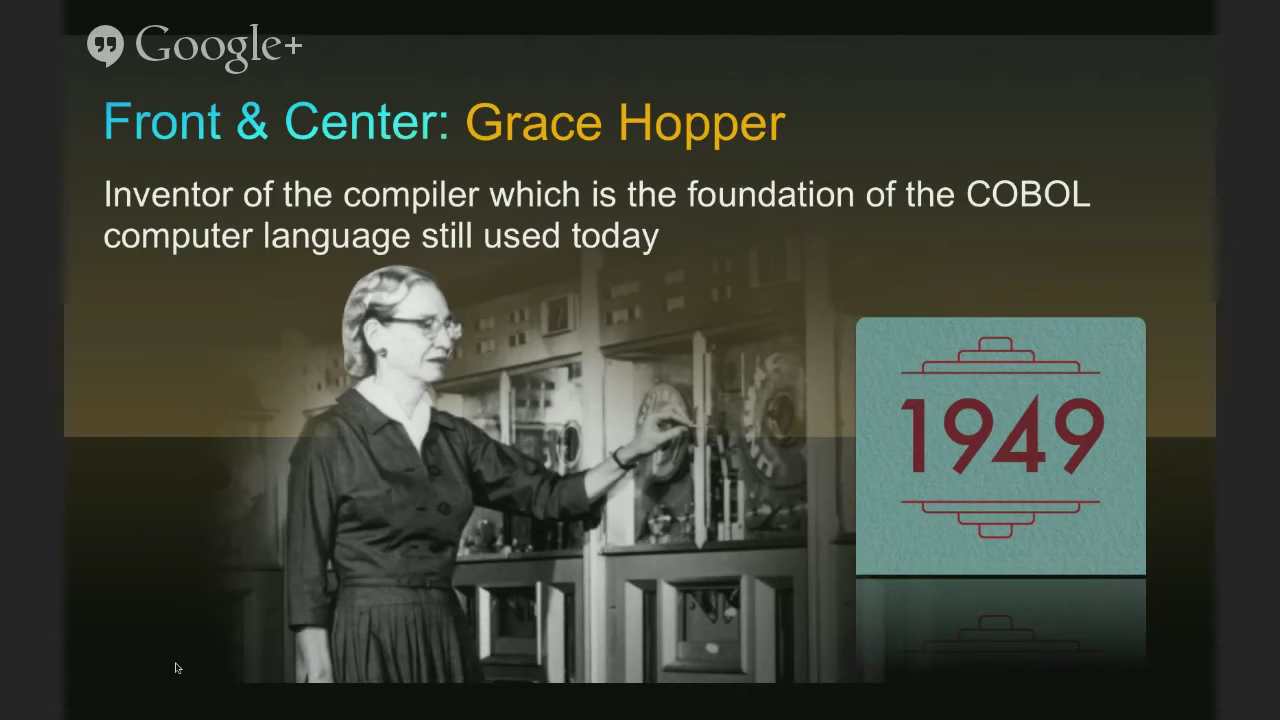 Google+
Front & Center: Grace Hopper
Inventor of the compiler which is the foundation of the COBOL
computer language still used today
1949